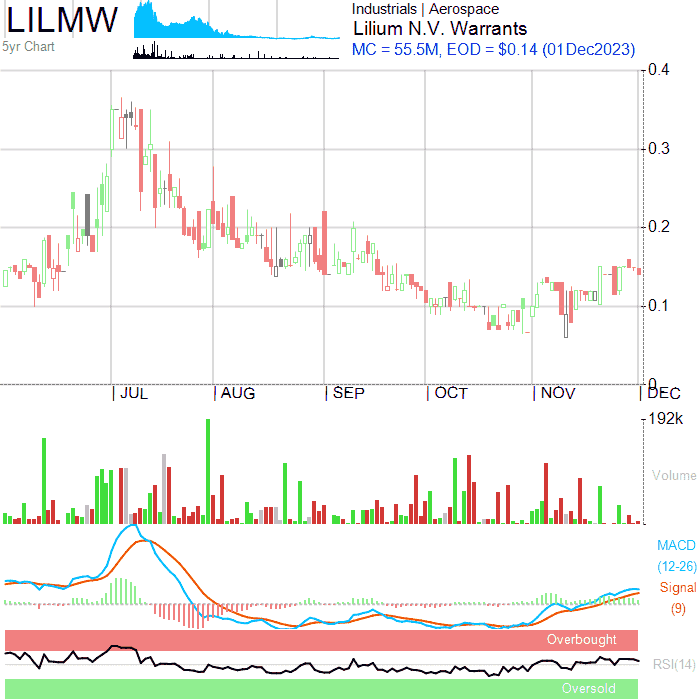 LILMW
5yr Chart
Industrials | Aerospace
Lilium N.V. Warrants
MC = 55.5M, EOD = $0.14 (01Dec2023)
0.4
0.3
0.2
0.1
0
| JUL | AUG | SEP | OCT | NOV | DEC
192k
Volume
MACD
(12-26)
Signal
(9)
Overbought
RSI(14)
Oversold